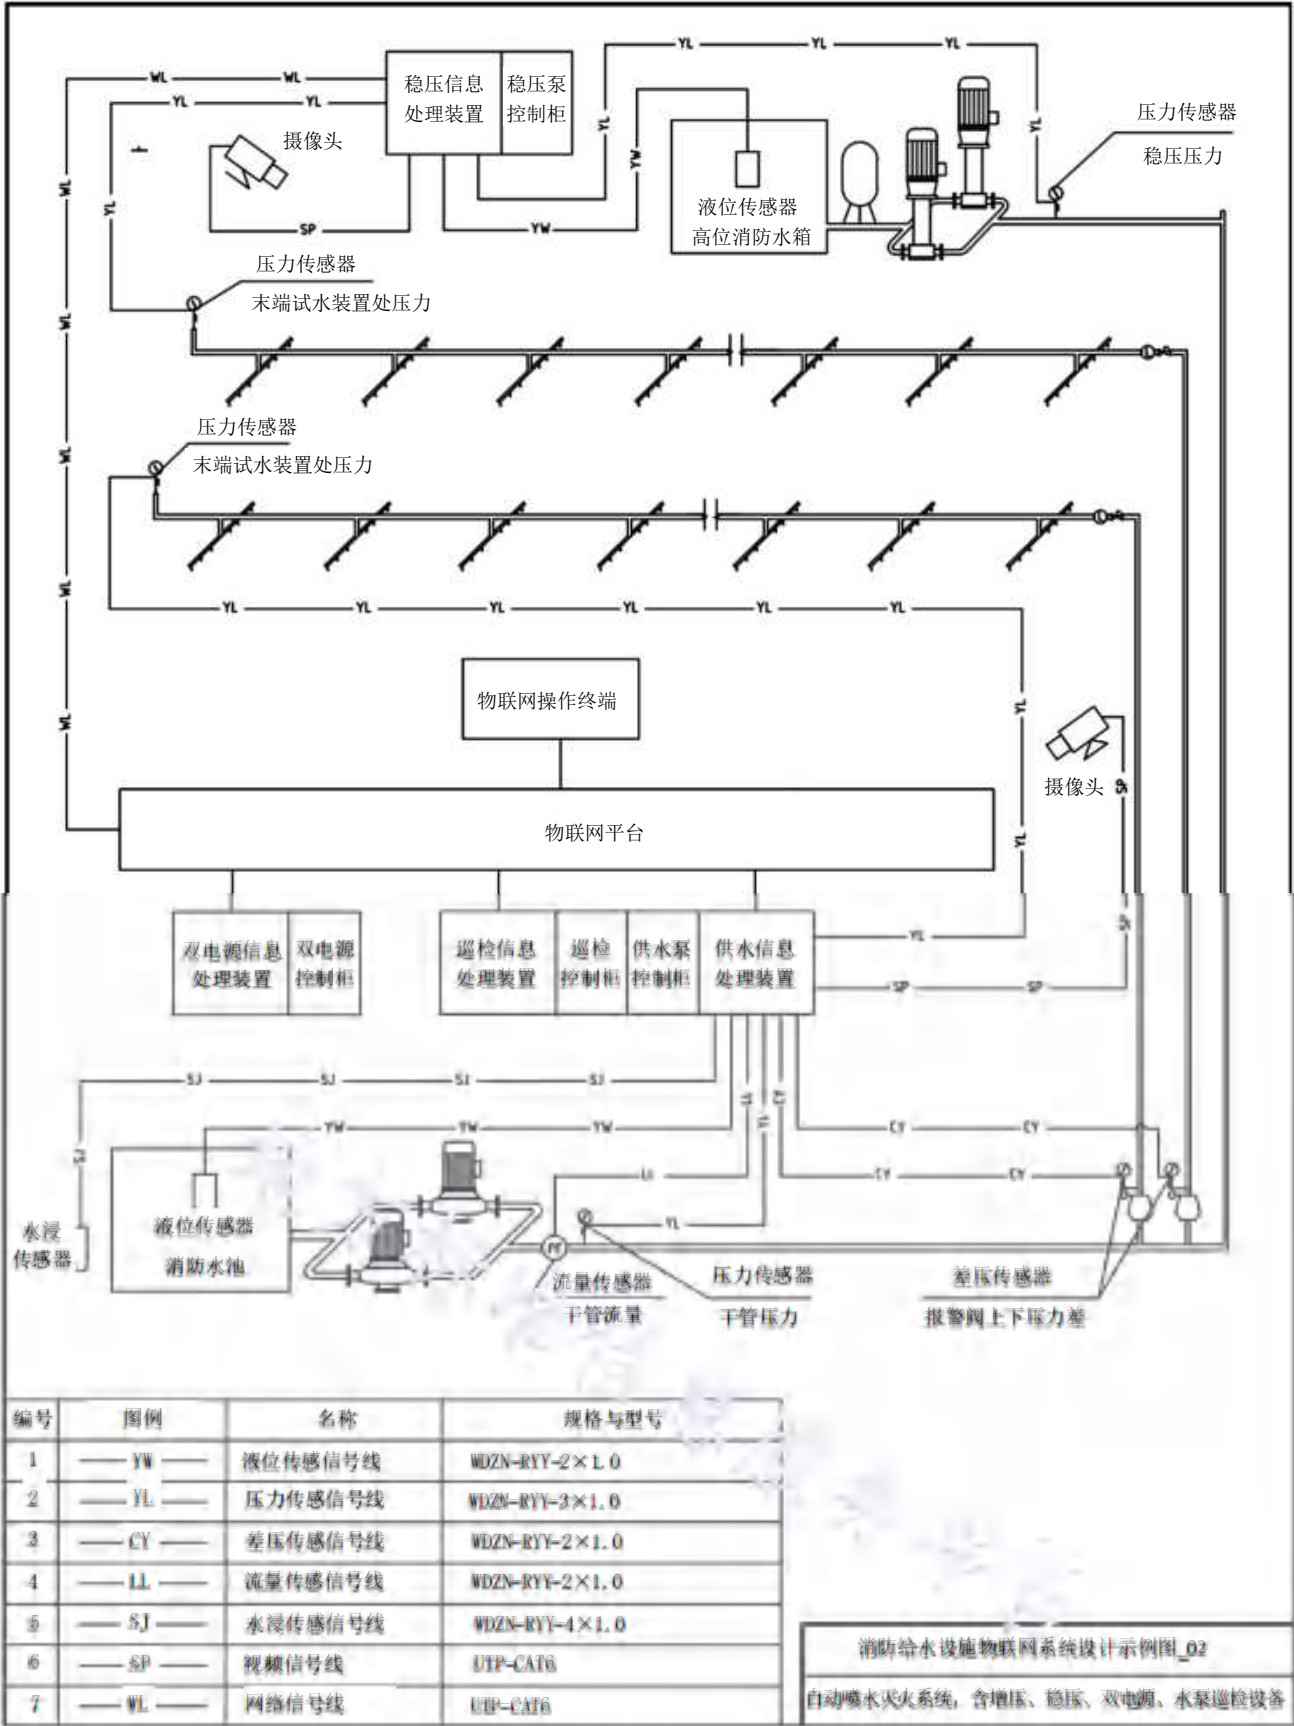 YL YL YL
WL WL
YL YL
稳压信息
处理装置
稳压泵
控制柜
摄像头
压力传感器
稳压压力
YL
YL
YW
WL
YL
SP
YW
液位传感器
高位消防水箱
压力传感器
末端试水装置处压力
WL
压力传感器
末端试水装置处压力
WL
WL
YL YL YL YL YL YL
物联网操作终端
WL
YL
摄像头
SP
物联网平台
YL
双电源信息
处理装置
双电源
控制柜
巡检信息
处理装置
巡检
控制柜
供水泵
控制柜
供水信息
处理装置
YL
SP
SP SP
SJ SJ SJ SJ
LL
YL
CY
YW YW YW
CY CY
SJ
LL
CY CY
YL
水浸
传感器
液位传感器
消防水池
流量传感器
干管流量
压力传感器
干管压力
差压传感器
报警阀上下压力差
编号 图例 名称 规格与型号
1 YW 液位传感信号线 WDZN-RYY-2×1.0
2 YL 压力传感信号线 WDZN-RYY-3×1.0
3 CY 差压传感信号线 WDZN-RYY-2×1.0
4 LL 流量传感信号线 WDZN-RYY-2×1.0
5 SJ 水浸传感信号线 WDZN-RYY-4×1.0
6 SP 视频信号线 UTP-CAT6
7 WL 网络信号线 UTP-CAT6
消防给水设施物联网系统设计示例图_02
自动喷水灭火系统，含增压、稳压、双电源、水泵巡检设备